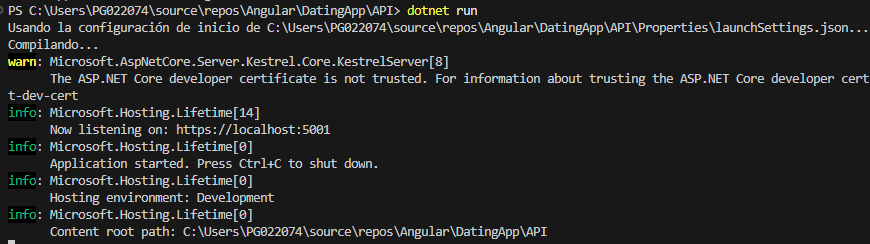 PS C:\Users\PG022074\source\repos\Angular\DatingApp\API> dotnet run
Usando la configuración de inicio de C:\Users\PG022074\source\repos\Angular\DatingApp\API\Properties\launchSettings.json...
Compilando...
warn: Microsoft.AspNetCore.Server.Kestrel.Core.KestrelServer[8]
The ASP.NET Core developer certificate is not trusted. For information about trusting the ASP.NET Core developer cert
t-dev-cert
info: Microsoft.Hosting.Lifetime[14]
Now listening on: https://localhost:5001
info: Microsoft.Hosting.Lifetime[0]
Application started. Press Ctrl+C to shut down.
info: Microsoft.Hosting.Lifetime[0]
Hosting environment: Development
info: Microsoft.Hosting.Lifetime[0]
Content root path: C:\Users\PG022074\source\repos\Angular\DatingApp\API